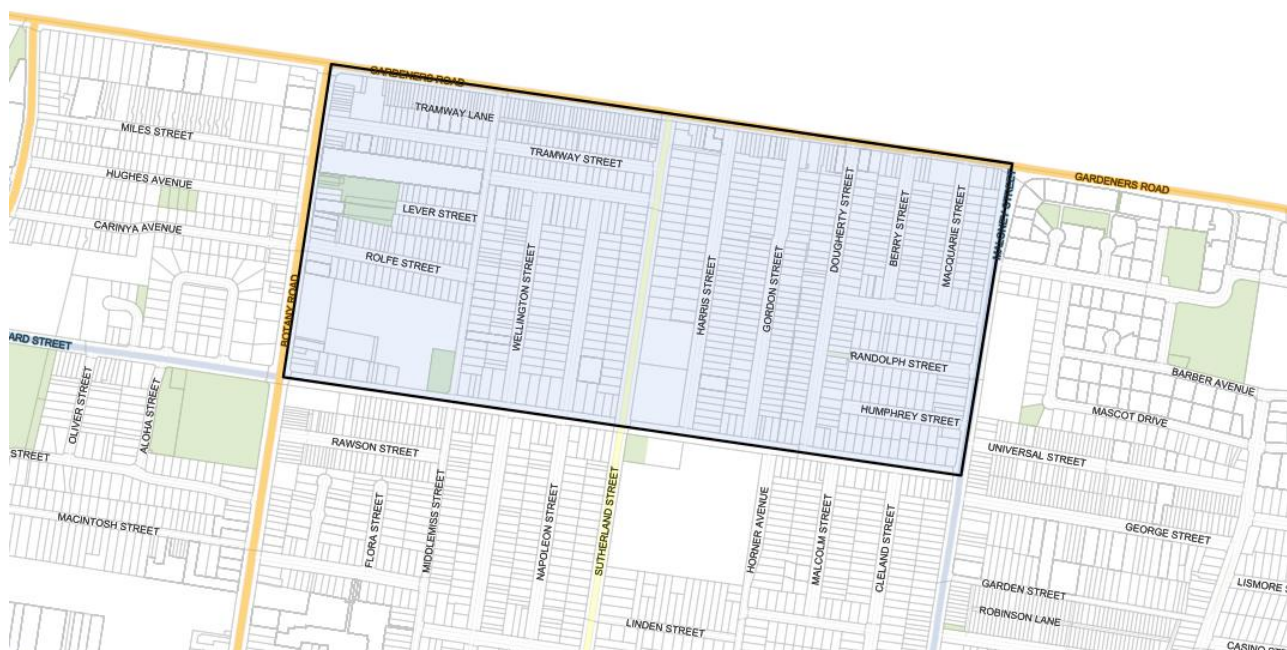 GARDENERS ROAD
TRAMWAY LANE
MILES STREET
TRAMWAY STREET
HUGHES AVENUE
LEVER STREET
CARINYA AVENUE
ROLFE STREET
WELLINGTON STREET
HARRIS STREET
GORDON STREET
DOUGHERTY STREET
BERRY STREET
MACQUARIE STREET
GARDENERS ROAD
BOTANY ROAD
ARD STREET
RANDOLPH STREET
HUMPHREY STREET
BARBER AVENUE
MASCOT DRIVE
OLIVER STREET
ALOHA STREET
RAWSON STREET
UNIVERSAL STREET
STREET
MACINTOSH STREET
FLORA STREET
MIDDLEMISS STREET
NAPOLEON STREET
SUTHERLAND STREET
HORNER AVENUE
MALCOLM STREET
CLELAND STREET
GEORGE STREET
GARDEN STREET
LISMORE S
ROBINSON LANE
LINDEN STREET